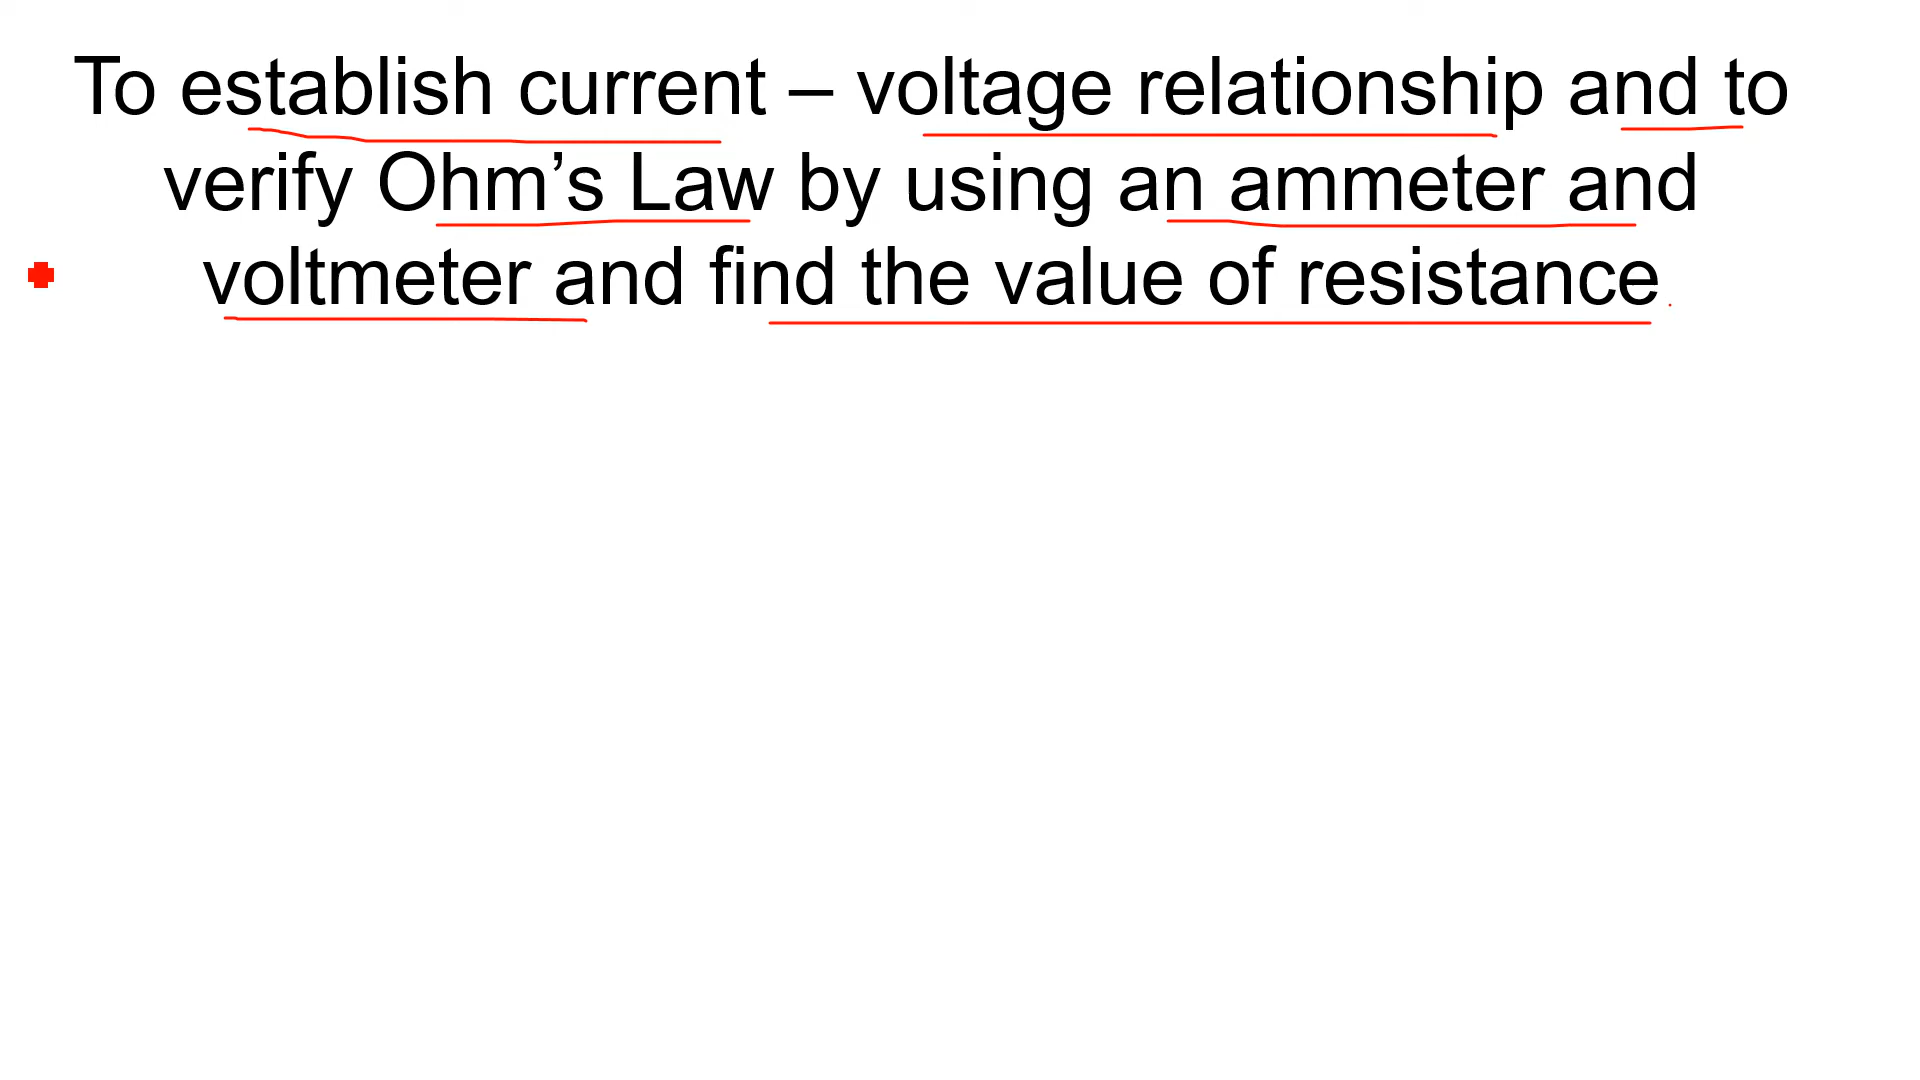 To establish current – voltage relationship and to
verify Ohm’s Law by using an ammeter and
voltmeter and find the value of resistance